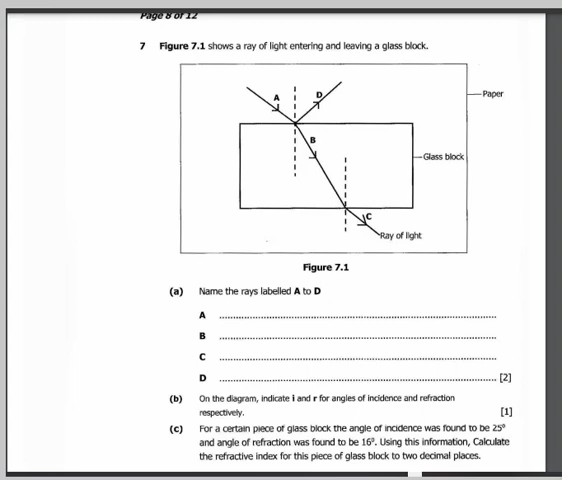 Page 8 of 12
7 Figure 7.1 shows a ray of light entering and leaving a glass block.
A
D
Paper
B
Glass block
C
Ray of light
Figure 7.1
(a) Name the rays labelled A to D
A ........................................................................
B ........................................................................
C ........................................................................
D ........................................................................ [2]
(b) On the diagram, indicate i and r for angles of incidence and refraction
respectively. [1]
(c) For a certain piece of glass block the angle of incidence was found to be 25⁰
and angle of refraction was found to be 16⁰. Using this information, Calculate
the refractive index for this piece of glass block to two decimal places.